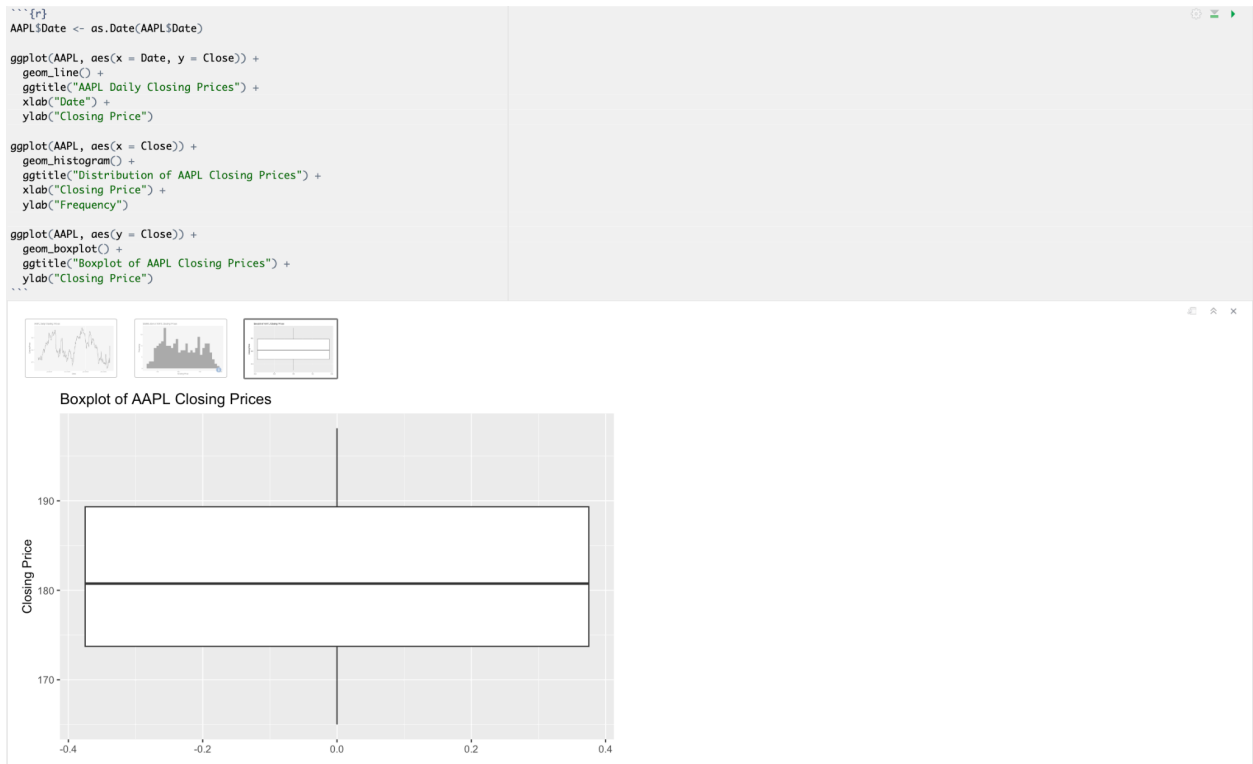 ```{r}
AAPL$Date <- as.Date(AAPL$Date)
ggplot(AAPL, aes(x = Date, y = Close)) +
  geom_line() +
  ggtitle("AAPL Daily Closing Prices") +
  xlab("Date") +
  ylab("Closing Price")
ggplot(AAPL, aes(x = Close)) +
  geom_histogram() +
  ggtitle("Distribution of AAPL Closing Prices") +
  xlab("Closing Price") +
  ylab("Frequency")
ggplot(AAPL, aes(y = Close)) +
  geom_boxplot() +
  ggtitle("Boxplot of AAPL Closing Prices") +
  ylab("Closing Price")
```
Boxplot of AAPL Closing Prices
Closing Price
190
180
170
-0.4 -0.2 0.0 0.2 0.4